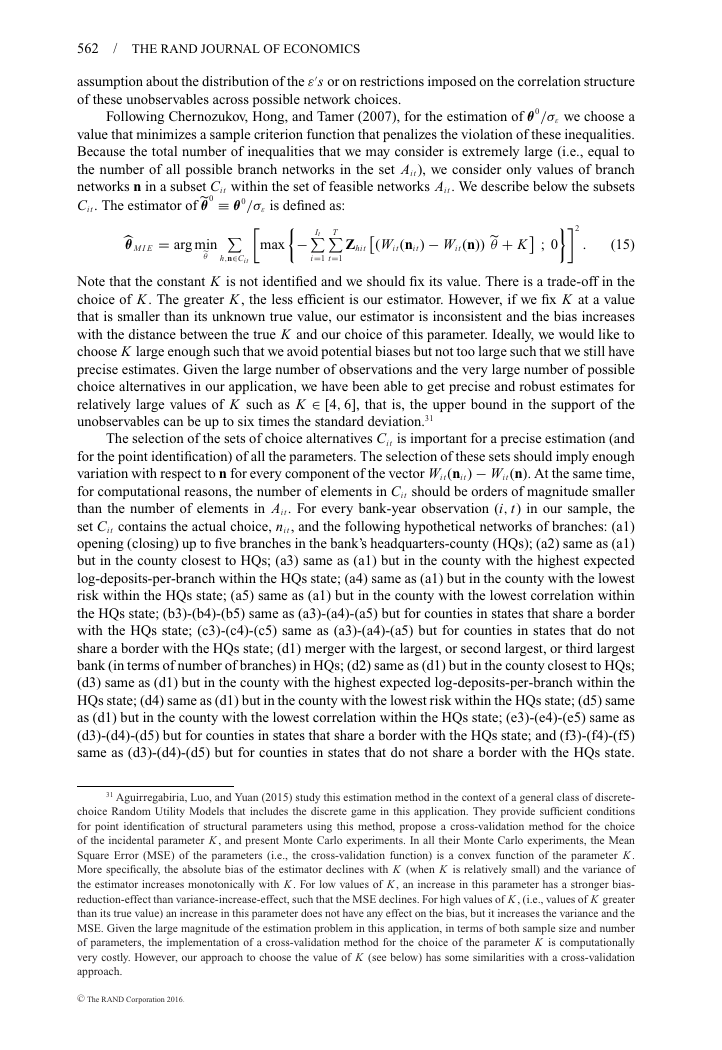 562 / THE RAND JOURNAL OF ECONOMICS
assumption about the distribution of the ε′s or on restrictions imposed on the correlation structure
of these unobservables across possible network choices.
Following Chernozukov, Hong, and Tamer (2007), for the estimation of θ⁰/σ_ε we choose a
value that minimizes a sample criterion function that penalizes the violation of these inequalities.
Because the total number of inequalities that we may consider is extremely large (i.e., equal to
the number of all possible branch networks in the set A_it), we consider only values of branch
networks n in a subset C_it within the set of feasible networks A_it. We describe below the subsets
C_it. The estimator of θ̃⁰ ≡ θ⁰/σ_ε is defined as:
θ̂_MIE = arg min_θ̃ ∑_{h,n∈C_it} [max {−∑_{i=1}^{I_t} ∑_{t=1}^{T} Z_hit [(W_it(n_it) − W_it(n)) θ̃ + K] ; 0}]². (15)
Note that the constant K is not identified and we should fix its value. There is a trade-off in the
choice of K. The greater K, the less efficient is our estimator. However, if we fix K at a value
that is smaller than its unknown true value, our estimator is inconsistent and the bias increases
with the distance between the true K and our choice of this parameter. Ideally, we would like to
choose K large enough such that we avoid potential biases but not too large such that we still have
precise estimates. Given the large number of observations and the very large number of possible
choice alternatives in our application, we have been able to get precise and robust estimates for
relatively large values of K such as K ∈ [4, 6], that is, the upper bound in the support of the
unobservables can be up to six times the standard deviation.³¹
The selection of the sets of choice alternatives C_it is important for a precise estimation (and
for the point identification) of all the parameters. The selection of these sets should imply enough
variation with respect to n for every component of the vector W_it(n_it) − W_it(n). At the same time,
for computational reasons, the number of elements in C_it should be orders of magnitude smaller
than the number of elements in A_it. For every bank-year observation (i, t) in our sample, the
set C_it contains the actual choice, n_it, and the following hypothetical networks of branches: (a1)
opening (closing) up to five branches in the bank's headquarters-county (HQs); (a2) same as (a1)
but in the county closest to HQs; (a3) same as (a1) but in the county with the highest expected
log-deposits-per-branch within the HQs state; (a4) same as (a1) but in the county with the lowest
risk within the HQs state; (a5) same as (a1) but in the county with the lowest correlation within
the HQs state; (b3)-(b4)-(b5) same as (a3)-(a4)-(a5) but for counties in states that share a border
with the HQs state; (c3)-(c4)-(c5) same as (a3)-(a4)-(a5) but for counties in states that do not
share a border with the HQs state; (d1) merger with the largest, or second largest, or third largest
bank (in terms of number of branches) in HQs; (d2) same as (d1) but in the county closest to HQs;
(d3) same as (d1) but in the county with the highest expected log-deposits-per-branch within the
HQs state; (d4) same as (d1) but in the county with the lowest risk within the HQs state; (d5) same
as (d1) but in the county with the lowest correlation within the HQs state; (e3)-(e4)-(e5) same as
(d3)-(d4)-(d5) but for counties in states that share a border with the HQs state; and (f3)-(f4)-(f5)
same as (d3)-(d4)-(d5) but for counties in states that do not share a border with the HQs state.
³¹ Aguirregabiria, Luo, and Yuan (2015) study this estimation method in the context of a general class of discrete-
choice Random Utility Models that includes the discrete game in this application. They provide sufficient conditions
for point identification of structural parameters using this method, propose a cross-validation method for the choice
of the incidental parameter K, and present Monte Carlo experiments. In all their Monte Carlo experiments, the Mean
Square Error (MSE) of the parameters (i.e., the cross-validation function) is a convex function of the parameter K.
More specifically, the absolute bias of the estimator declines with K (when K is relatively small) and the variance of
the estimator increases monotonically with K. For low values of K, an increase in this parameter has a stronger bias-
reduction-effect than variance-increase-effect, such that the MSE declines. For high values of K, (i.e., values of K greater
than its true value) an increase in this parameter does not have any effect on the bias, but it increases the variance and the
MSE. Given the large magnitude of the estimation problem in this application, in terms of both sample size and number
of parameters, the implementation of a cross-validation method for the choice of the parameter K is computationally
very costly. However, our approach to choose the value of K (see below) has some similarities with a cross-validation
approach.
© The RAND Corporation 2016.